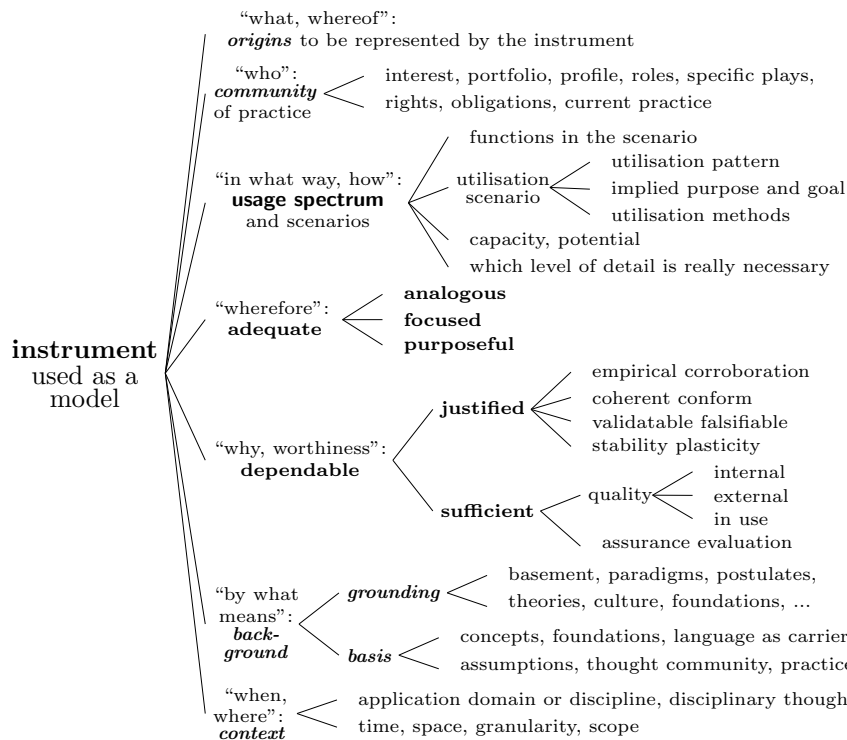 “what, whereof”:
origins to be represented by the instrument
“who”:
community
of practice
interest, portfolio, profile, roles, specific plays,
rights, obligations, current practice
“in what way, how”:
usage spectrum
and scenarios
functions in the scenario
utilisation
scenario
utilisation pattern
implied purpose and goal
utilisation methods
capacity, potential
which level of detail is really necessary
“wherefore”:
adequate
analogous
focused
purposeful
instrument
used as a
model
“why, worthiness”:
dependable
justified
empirical corroboration
coherent conform
validatable falsifiable
stability plasticity
sufficient
quality
internal
external
in use
assurance evaluation
“by what
means”:
back-
ground
grounding
basement, paradigms, postulates,
theories, culture, foundations, ...
basis
concepts, foundations, language as carrier
assumptions, thought community, practice
“when,
where”:
context
application domain or discipline, disciplinary though
time, space, granularity, scope